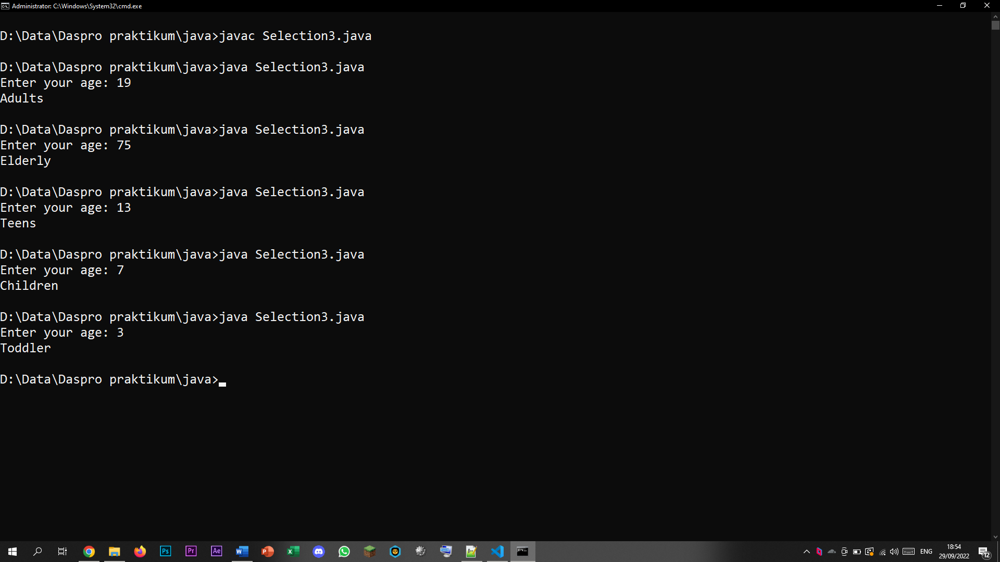 Administrator: C:\Windows\System32\cmd.exe
D:\Data\Daspro praktikum\java>javac Selection3.java
D:\Data\Daspro praktikum\java>java Selection3.java
Enter your age: 19
Adults
D:\Data\Daspro praktikum\java>java Selection3.java
Enter your age: 75
Elderly
D:\Data\Daspro praktikum\java>java Selection3.java
Enter your age: 13
Teens
D:\Data\Daspro praktikum\java>java Selection3.java
Enter your age: 7
Children
D:\Data\Daspro praktikum\java>java Selection3.java
Enter your age: 3
Toddler
D:\Data\Daspro praktikum\java>
Ps Pr Ae W P X ENG 18:54
29/09/2022 12